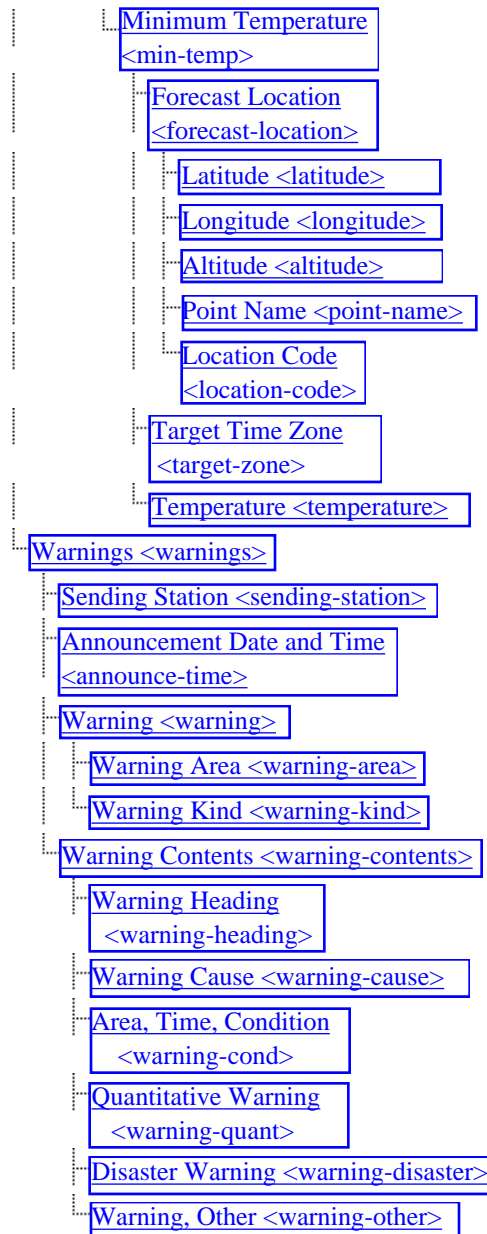 Minimum Temperature
<min-temp>
Forecast Location
<forecast-location>
Latitude <latitude>
Longitude <longitude>
Altitude <altitude>
Point Name <point-name>
Location Code
<location-code>
Target Time Zone
<target-zone>
Temperature <temperature>
Warnings <warnings>
Sending Station <sending-station>
Announcement Date and Time
<announce-time>
Warning <warning>
Warning Area <warning-area>
Warning Kind <warning-kind>
Warning Contents <warning-contents>
Warning Heading
<warning-heading>
Warning Cause <warning-cause>
Area, Time, Condition
<warning-cond>
Quantitative Warning
<warning-quant>
Disaster Warning <warning-disaster>
Warning, Other <warning-other>